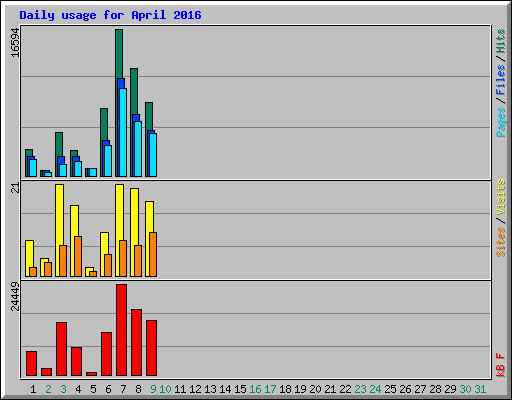 Daily usage for April 2016
16594
Pages / Files / Hits
21
Sites / Visits
24449
kB F
1 2 3 4 5 6 7 8 9 10 11 12 13 14 15 16 17 18 19 20 21 22 23 24 25 26 27 28 29 30 31